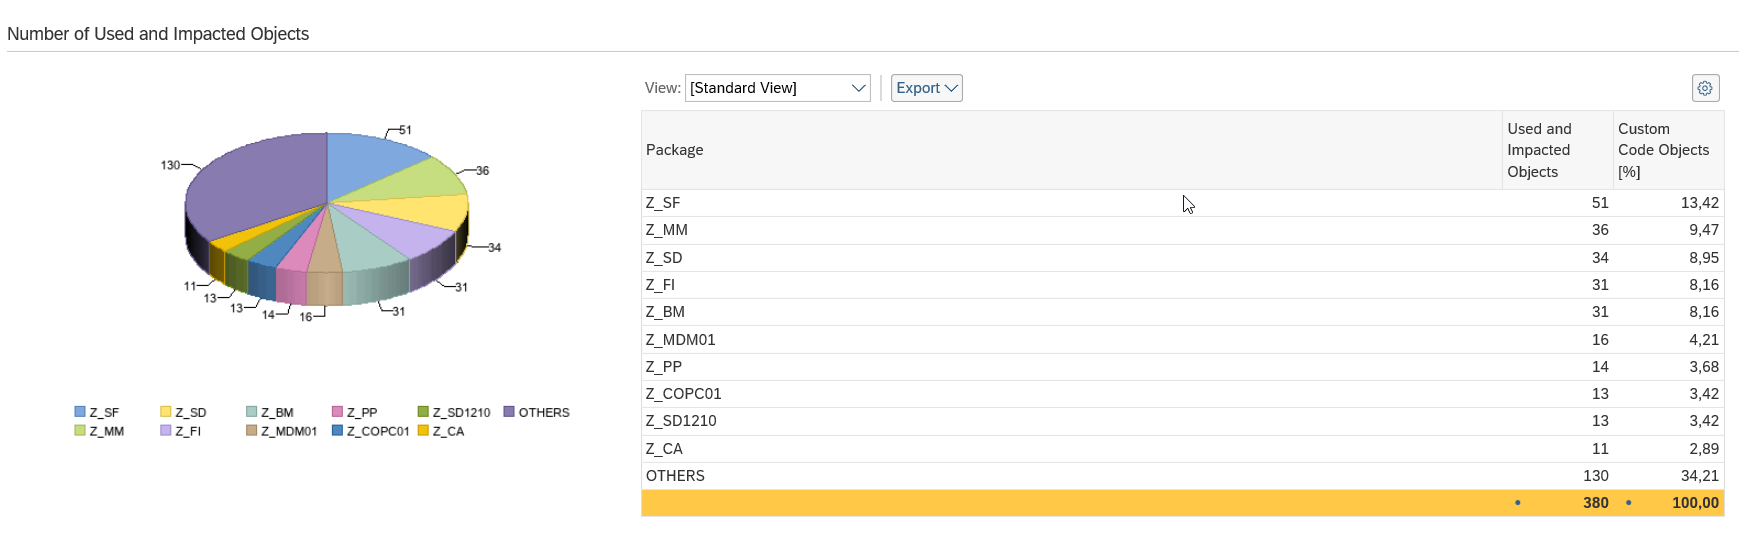 Number of Used and Impacted Objects
View: [Standard View] Export
Package Used and Impacted Objects Custom Code Objects [%]
Z_SF 51 13,42
Z_MM 36 9,47
Z_SD 34 8,95
Z_FI 31 8,16
Z_BM 31 8,16
Z_MDM01 16 4,21
Z_PP 14 3,68
Z_COPC01 13 3,42
Z_SD1210 13 3,42
Z_CA 11 2,89
OTHERS 130 34,21
• 380 • 100,00
51
130
36
34
11
31
13
13
14
16
31
Z_SF Z_SD Z_BM Z_PP Z_SD1210 OTHERS
Z_MM Z_FI Z_MDM01 Z_COPC01 Z_CA